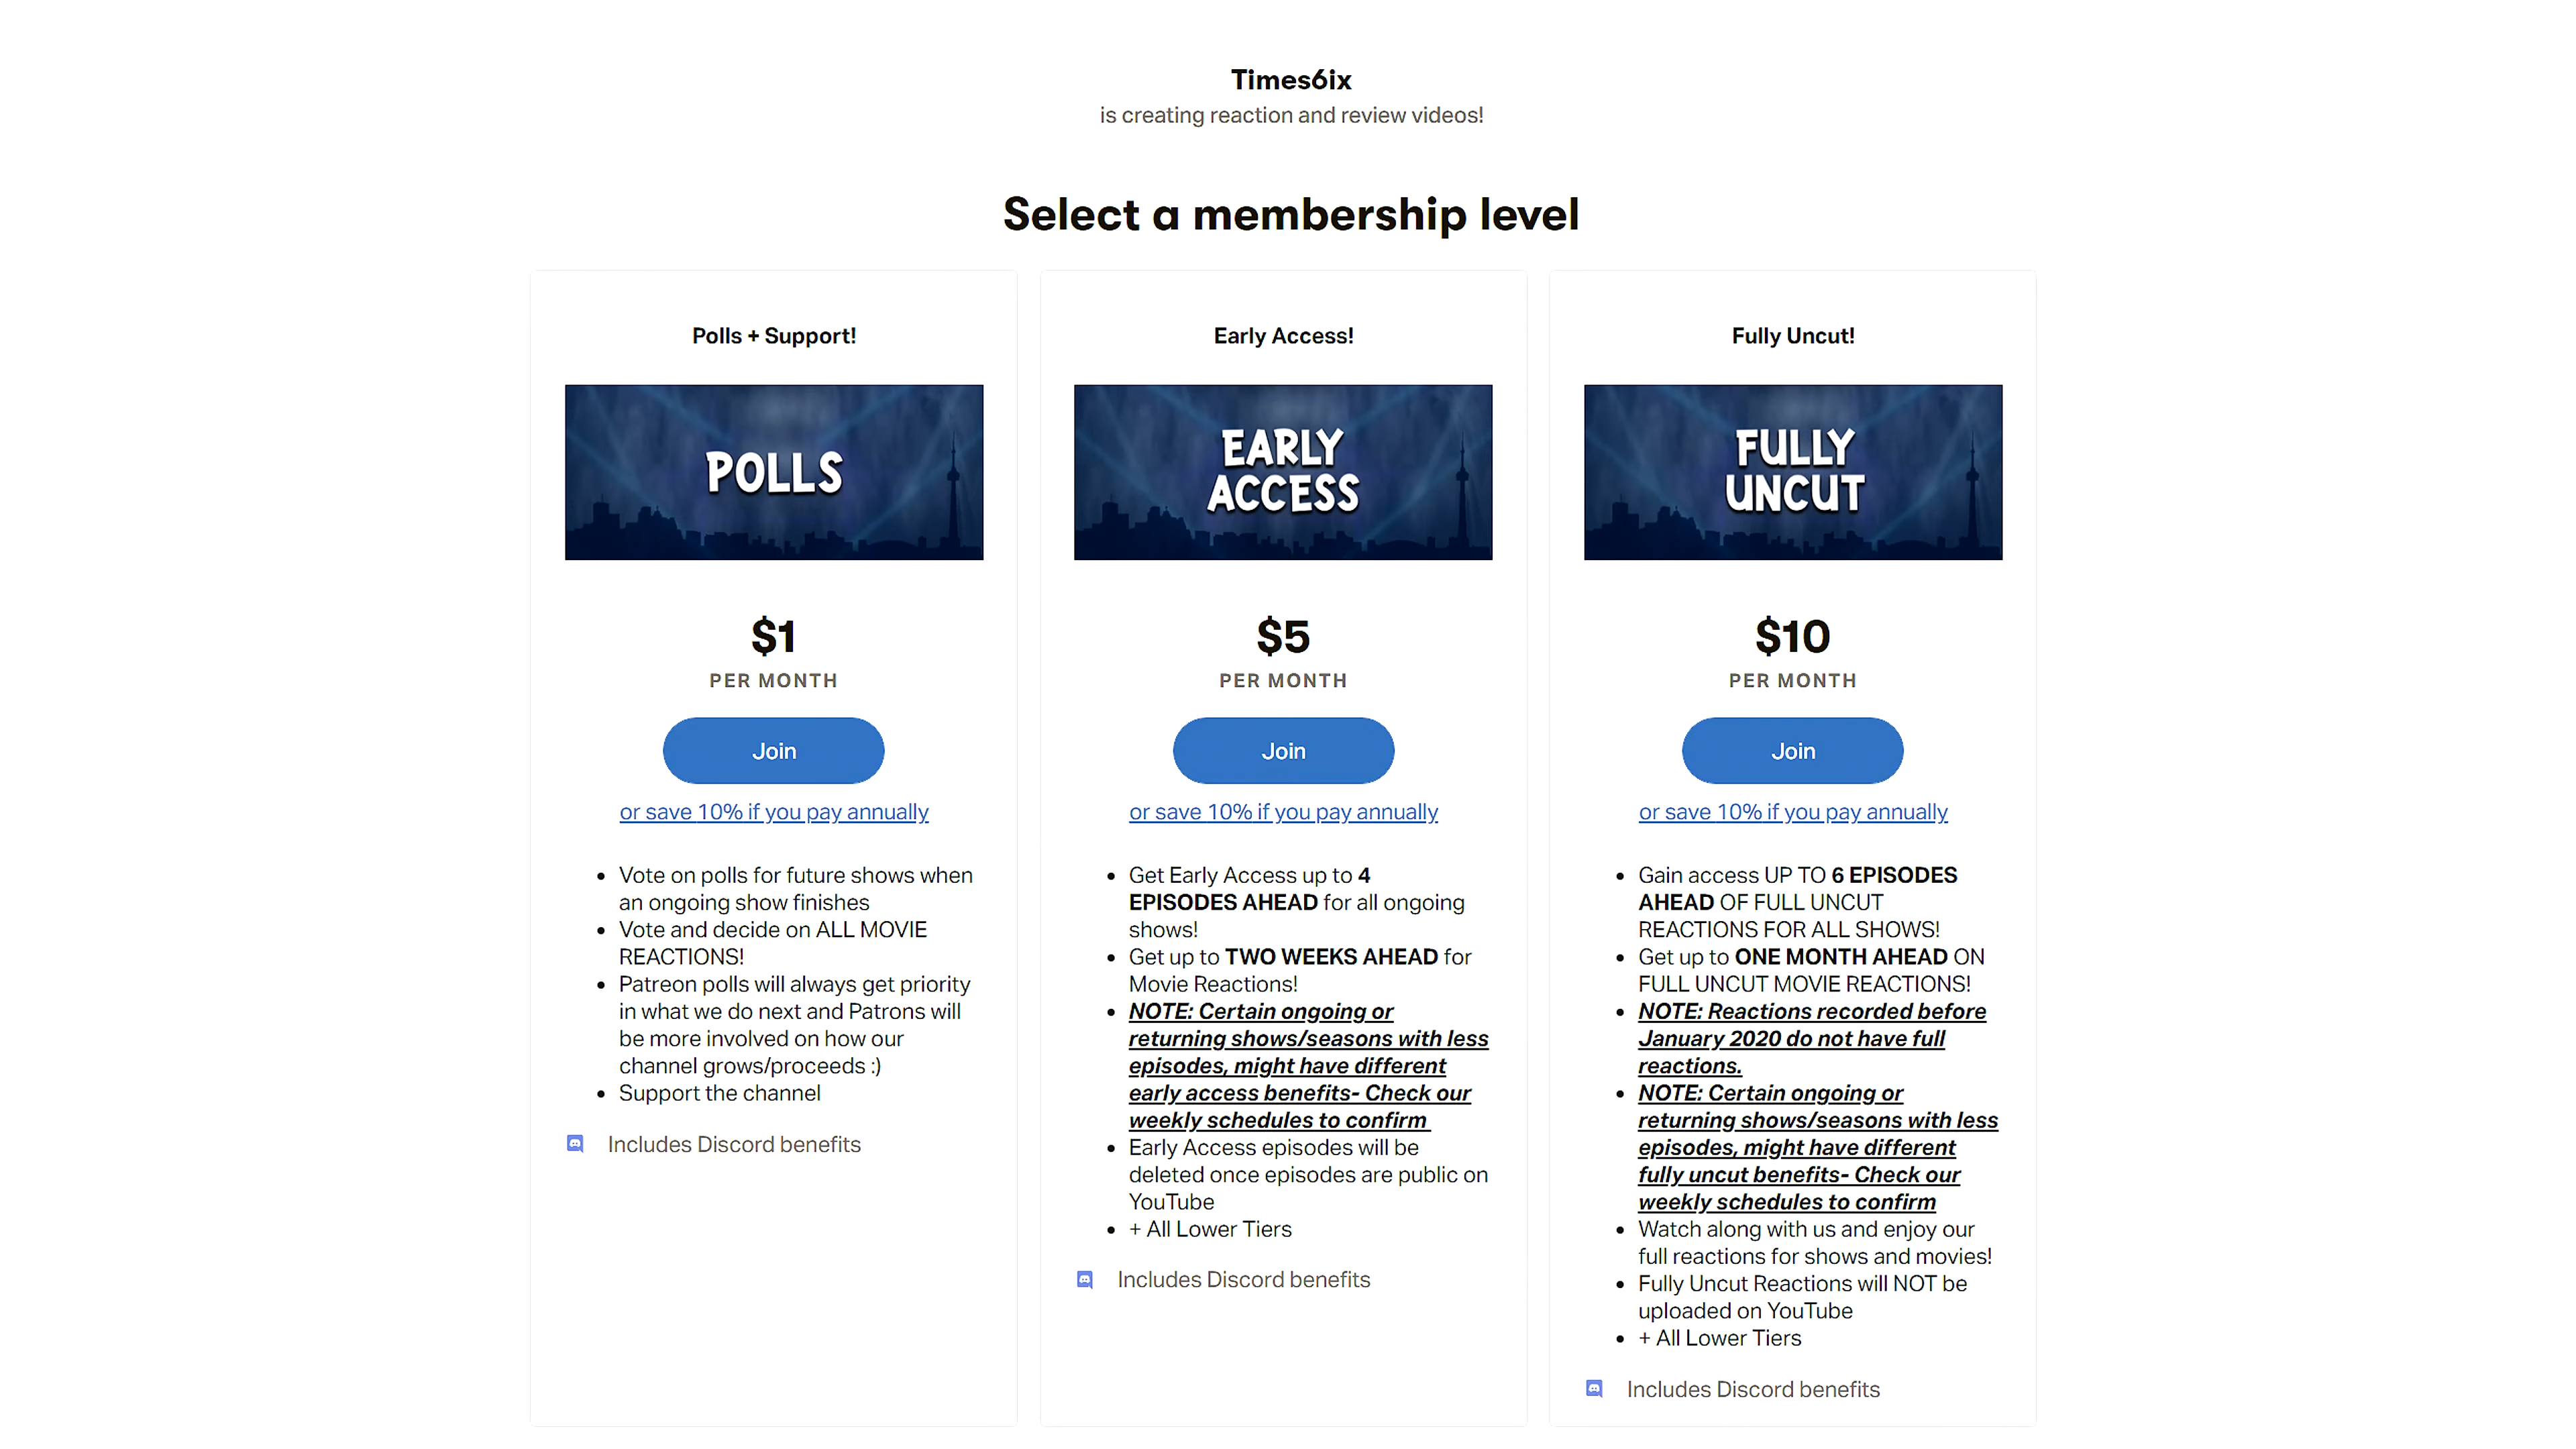 Times6ix
is creating reaction and review videos!
Select a membership level
Polls + Support!
POLLS
$1
PER MONTH
Join
or save 10% if you pay annually
Vote on polls for future shows when
an ongoing show finishes
Vote and decide on ALL MOVIE
REACTIONS!
Patreon polls will always get priority
in what we do next and Patrons will
be more involved on how our
channel grows/proceeds :)
Support the channel
Includes Discord benefits
Early Access!
EARLY
ACCESS
$5
PER MONTH
Join
or save 10% if you pay annually
Get Early Access up to 4
EPISODES AHEAD for all ongoing
shows!
Get up to TWO WEEKS AHEAD for
Movie Reactions!
NOTE: Certain ongoing or
returning shows/seasons with less
episodes, might have different
early access benefits- Check our
weekly schedules to confirm
Early Access episodes will be
deleted once episodes are public on
YouTube
+ All Lower Tiers
Includes Discord benefits
Fully Uncut!
FULLY
UNCUT
$10
PER MONTH
Join
or save 10% if you pay annually
Gain access UP TO 6 EPISODES
AHEAD OF FULL UNCUT
REACTIONS FOR ALL SHOWS!
Get up to ONE MONTH AHEAD ON
FULL UNCUT MOVIE REACTIONS!
NOTE: Reactions recorded before
January 2020 do not have full
reactions.
NOTE: Certain ongoing or
returning shows/seasons with less
episodes, might have different
fully uncut benefits- Check our
weekly schedules to confirm
Watch along with us and enjoy our
full reactions for shows and movies!
Fully Uncut Reactions will NOT be
uploaded on YouTube
+ All Lower Tiers
Includes Discord benefits